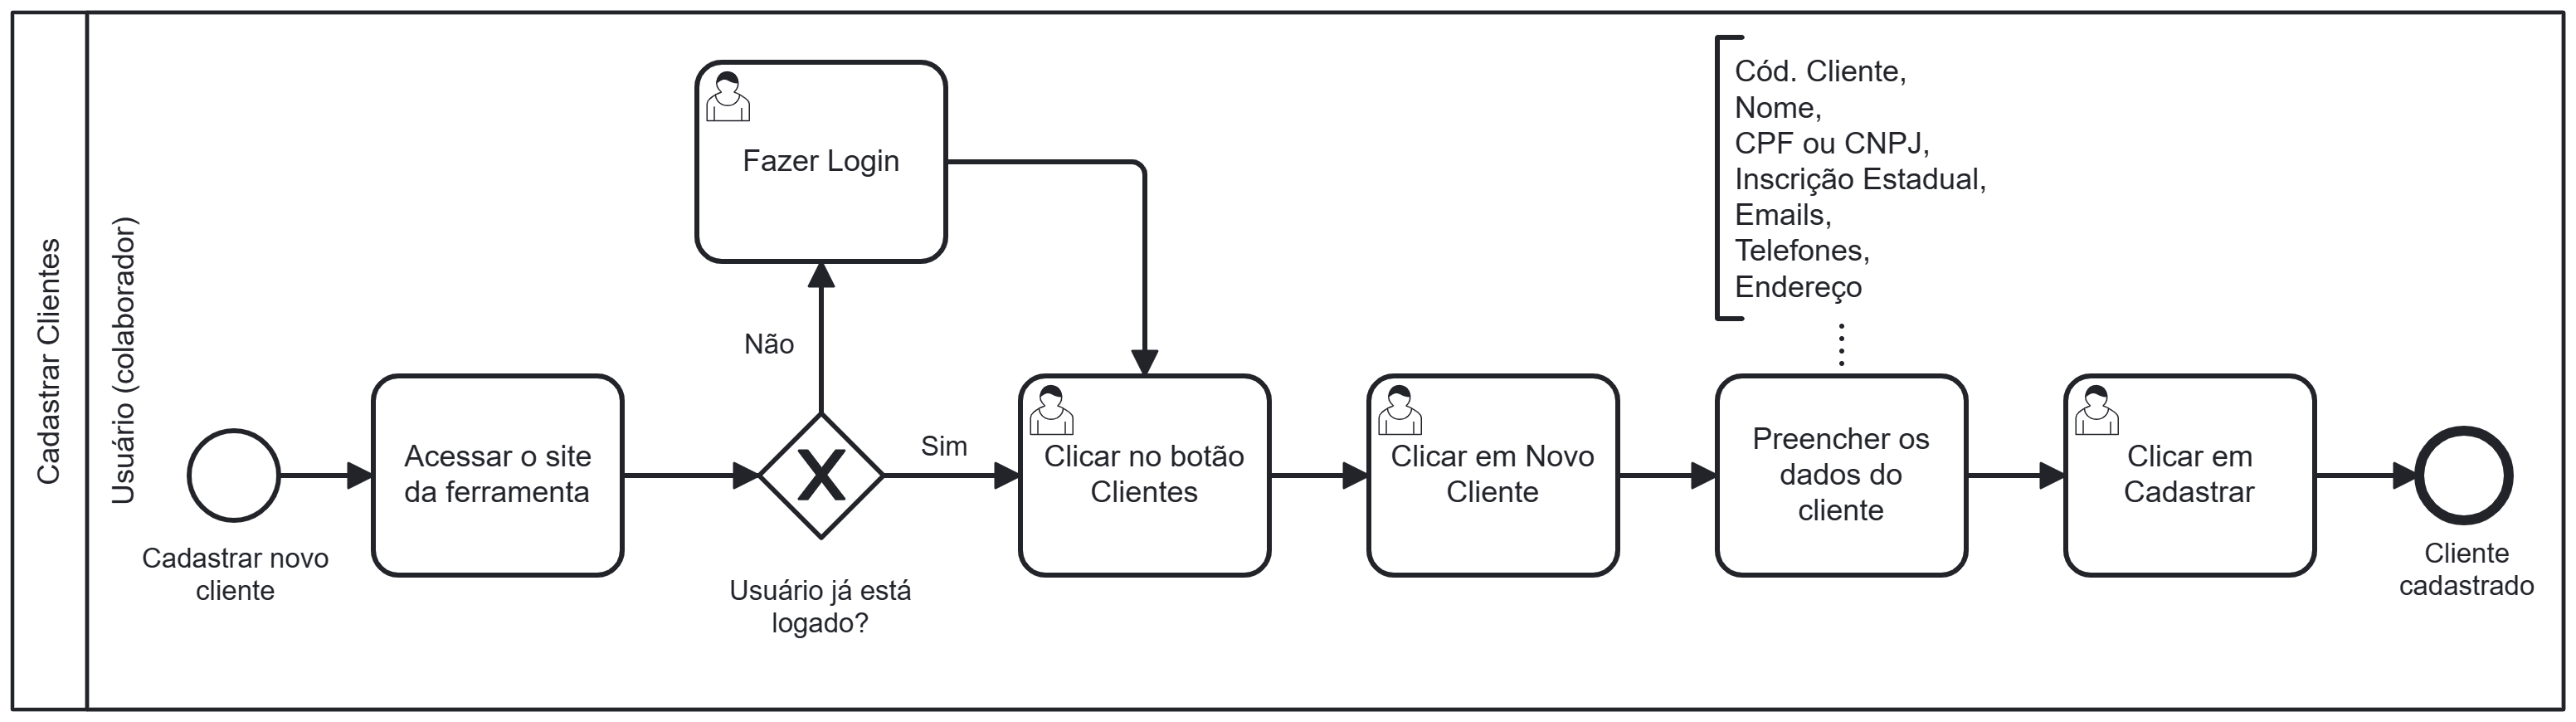 Cadastrar Clientes
Usuário (colaborador)
Cadastrar novo
cliente
Acessar o site
da ferramenta
Usuário já está
logado?
Não
Fazer Login
Sim
Clicar no botão
Clientes
Clicar em Novo
Cliente
Cód. Cliente,
Nome,
CPF ou CNPJ,
Inscrição Estadual,
Emails,
Telefones,
Endereço
Preencher os
dados do
cliente
Clicar em
Cadastrar
Cliente
cadastrado